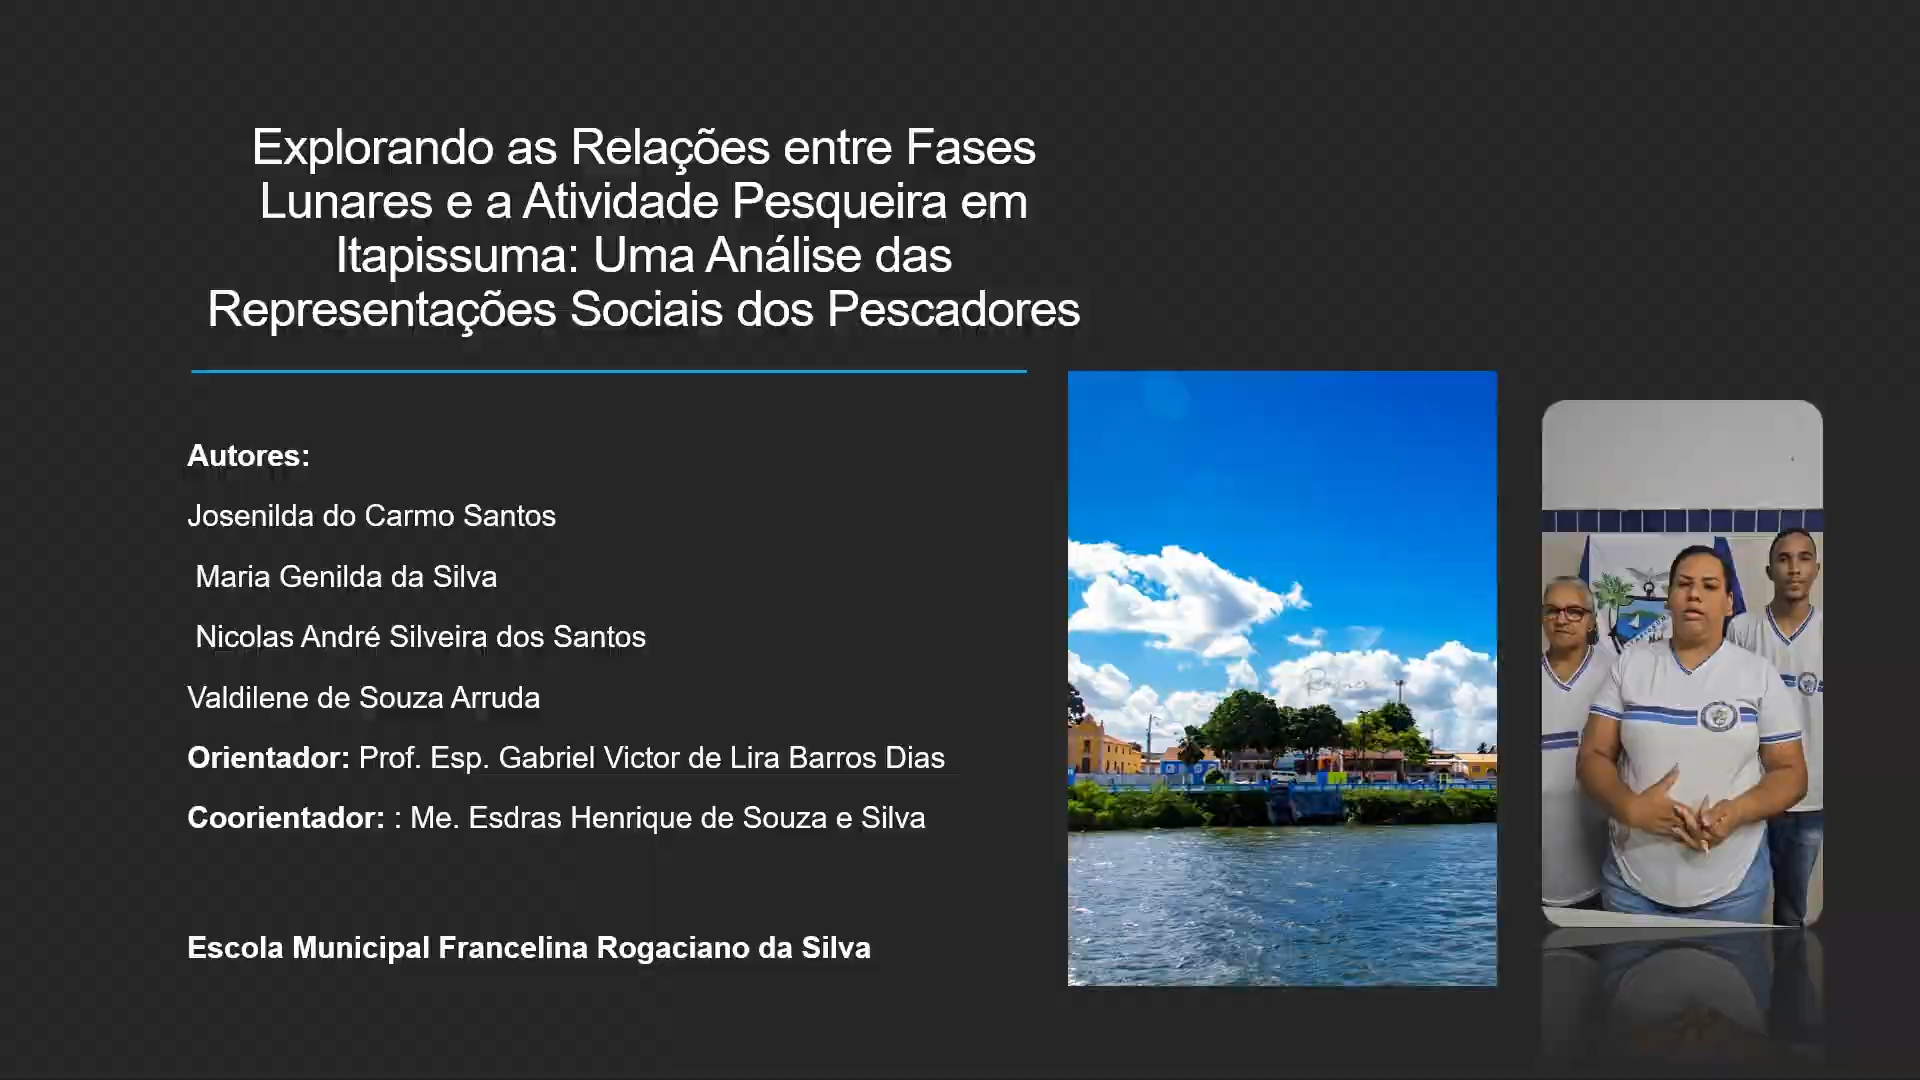 Explorando as Relações entre Fases
Lunares e a Atividade Pesqueira em
Itapissuma: Uma Análise das
Representações Sociais dos Pescadores
Autores:
Josenilda do Carmo Santos
Maria Genilda da Silva
Nicolas André Silveira dos Santos
Valdilene de Souza Arruda
Orientador: Prof. Esp. Gabriel Victor de Lira Barros Dias
Coorientador: : Me. Esdras Henrique de Souza e Silva
Escola Municipal Francelina Rogaciano da Silva